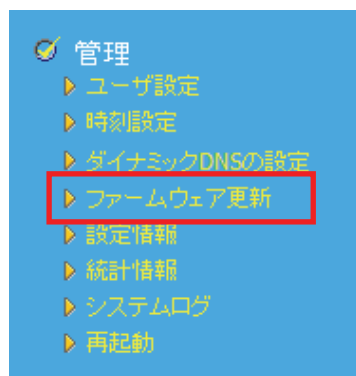 管理
ユーザ設定
時刻設定
ダイナミックDNSの設定
ファームウェア更新
設定情報
統計情報
システムログ
再起動